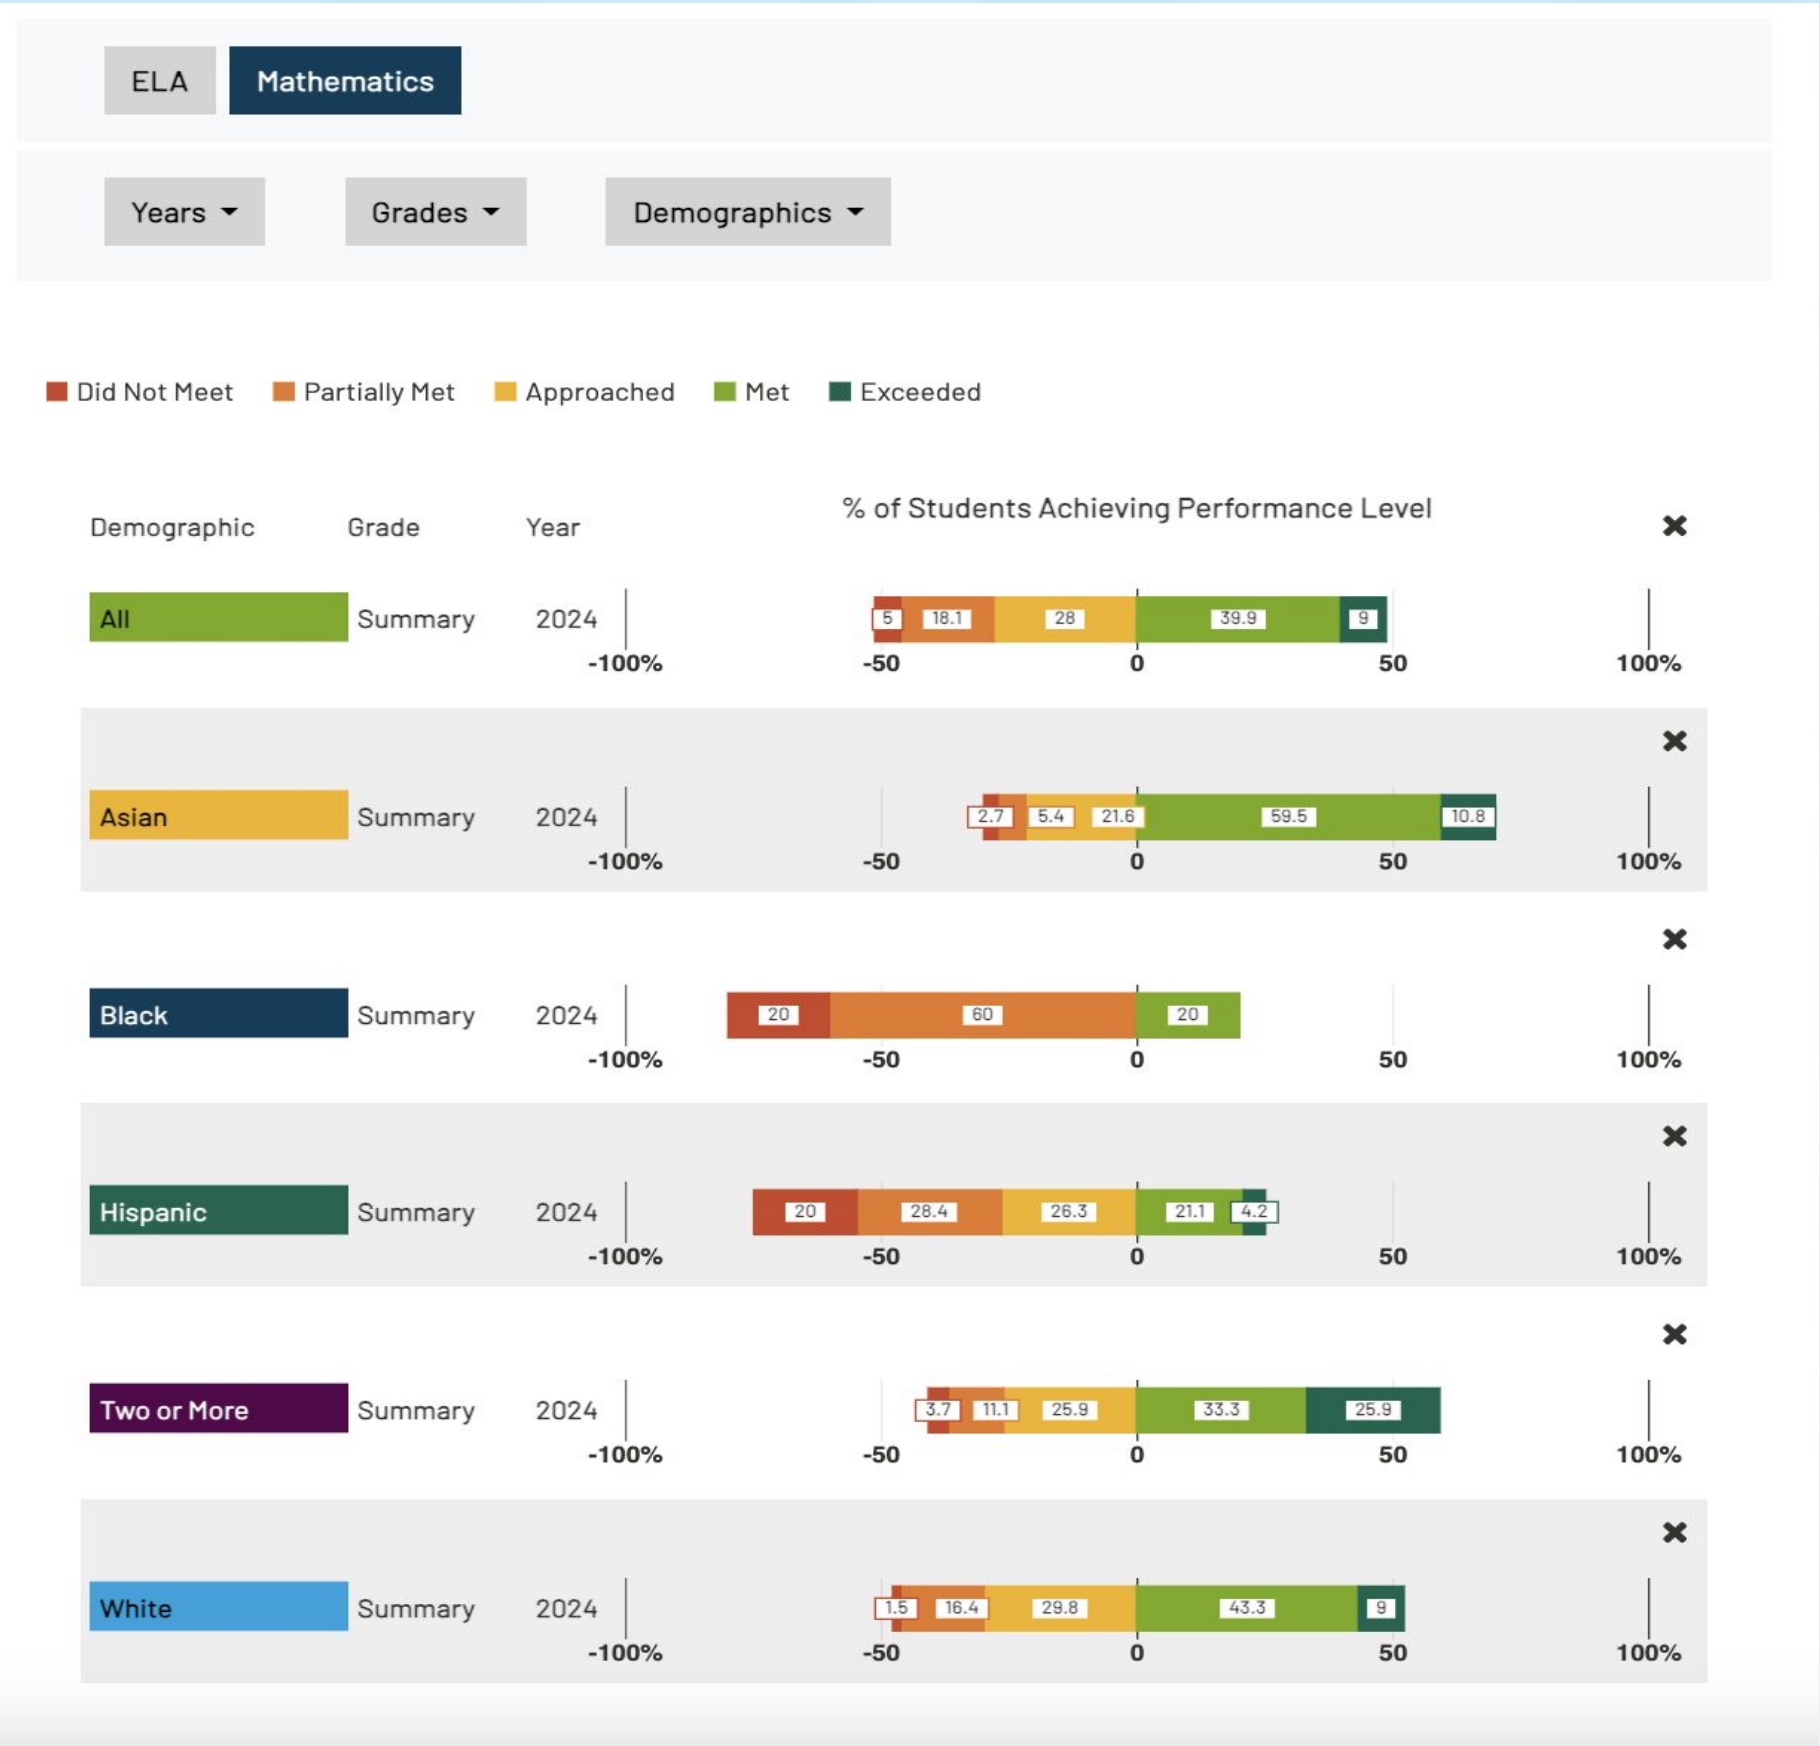 ELA Mathematics
Years Grades Demographics
Did Not Meet Partially Met Approached Met Exceeded
% of Students Achieving Performance Level
Demographic Grade Year
All Summary 2024 5 18.1 28 39.9 9
-100% -50 0 50 100%
Asian Summary 2024 2.7 5.4 21.6 59.5 10.8
-100% -50 0 50 100%
Black Summary 2024 20 60 20
-100% -50 0 50 100%
Hispanic Summary 2024 20 28.4 26.3 21.1 4.2
-100% -50 0 50 100%
Two or More Summary 2024 3.7 11.1 25.9 33.3 25.9
-100% -50 0 50 100%
White Summary 2024 1.5 16.4 29.8 43.3 9
-100% -50 0 50 100%